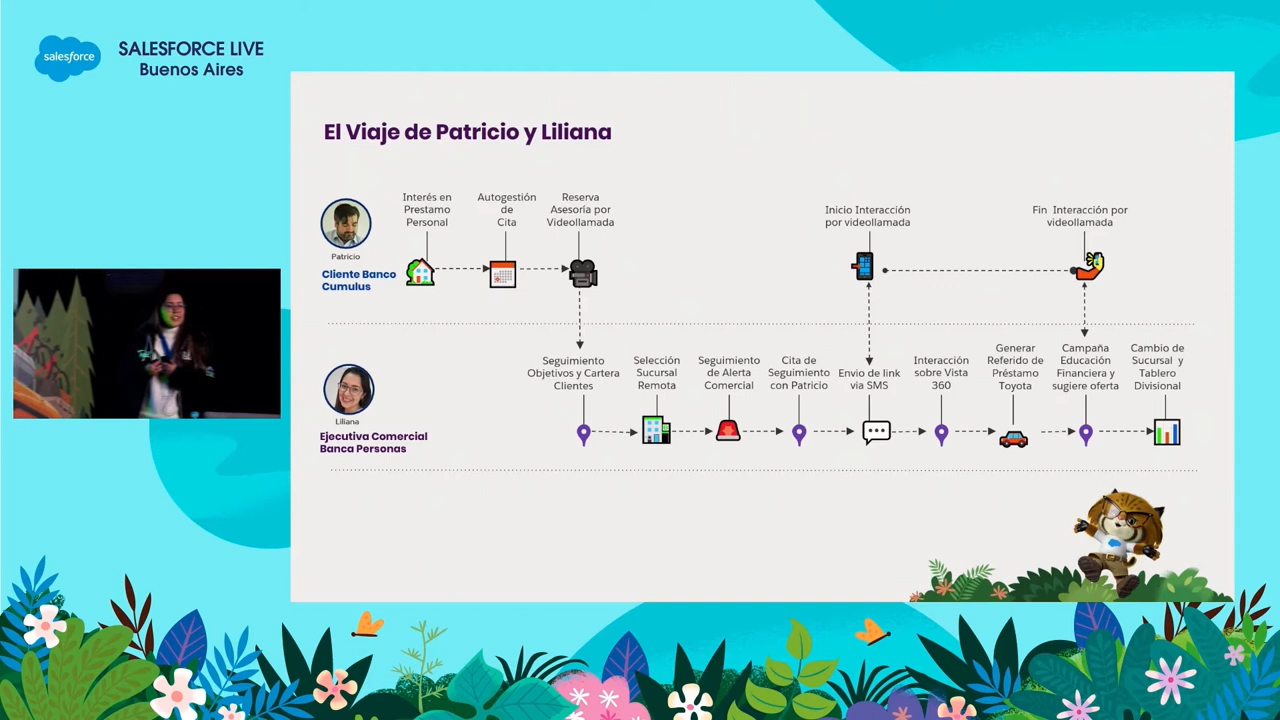 salesforce
SALESFORCE LIVE
Buenos Aires
El Viaje de Patricio y Liliana
Patricio
Cliente Banco
Cumulus
Interés en
Prestamo
Personal
Autogestión
de
Cita
Reserva
Asesoría por
Videollamada
Inicio Interacción
por videollamada
Fin Interacción por
videollamada
Liliana
Ejecutiva Comercial
Banca Personas
Seguimiento
Objetivos y Cartera
Clientes
Selección
Sucursal
Remota
Seguimiento
de Alerta
Comercial
Cita de
Seguimiento
con Patricio
Envio de link
via SMS
Interacción
sobre Vista
360
Generar
Referido de
Préstamo
Toyota
Campaña
Educación
Financiera y
sugiere oferta
Cambio de
Sucursal y
Tablero
Divisional